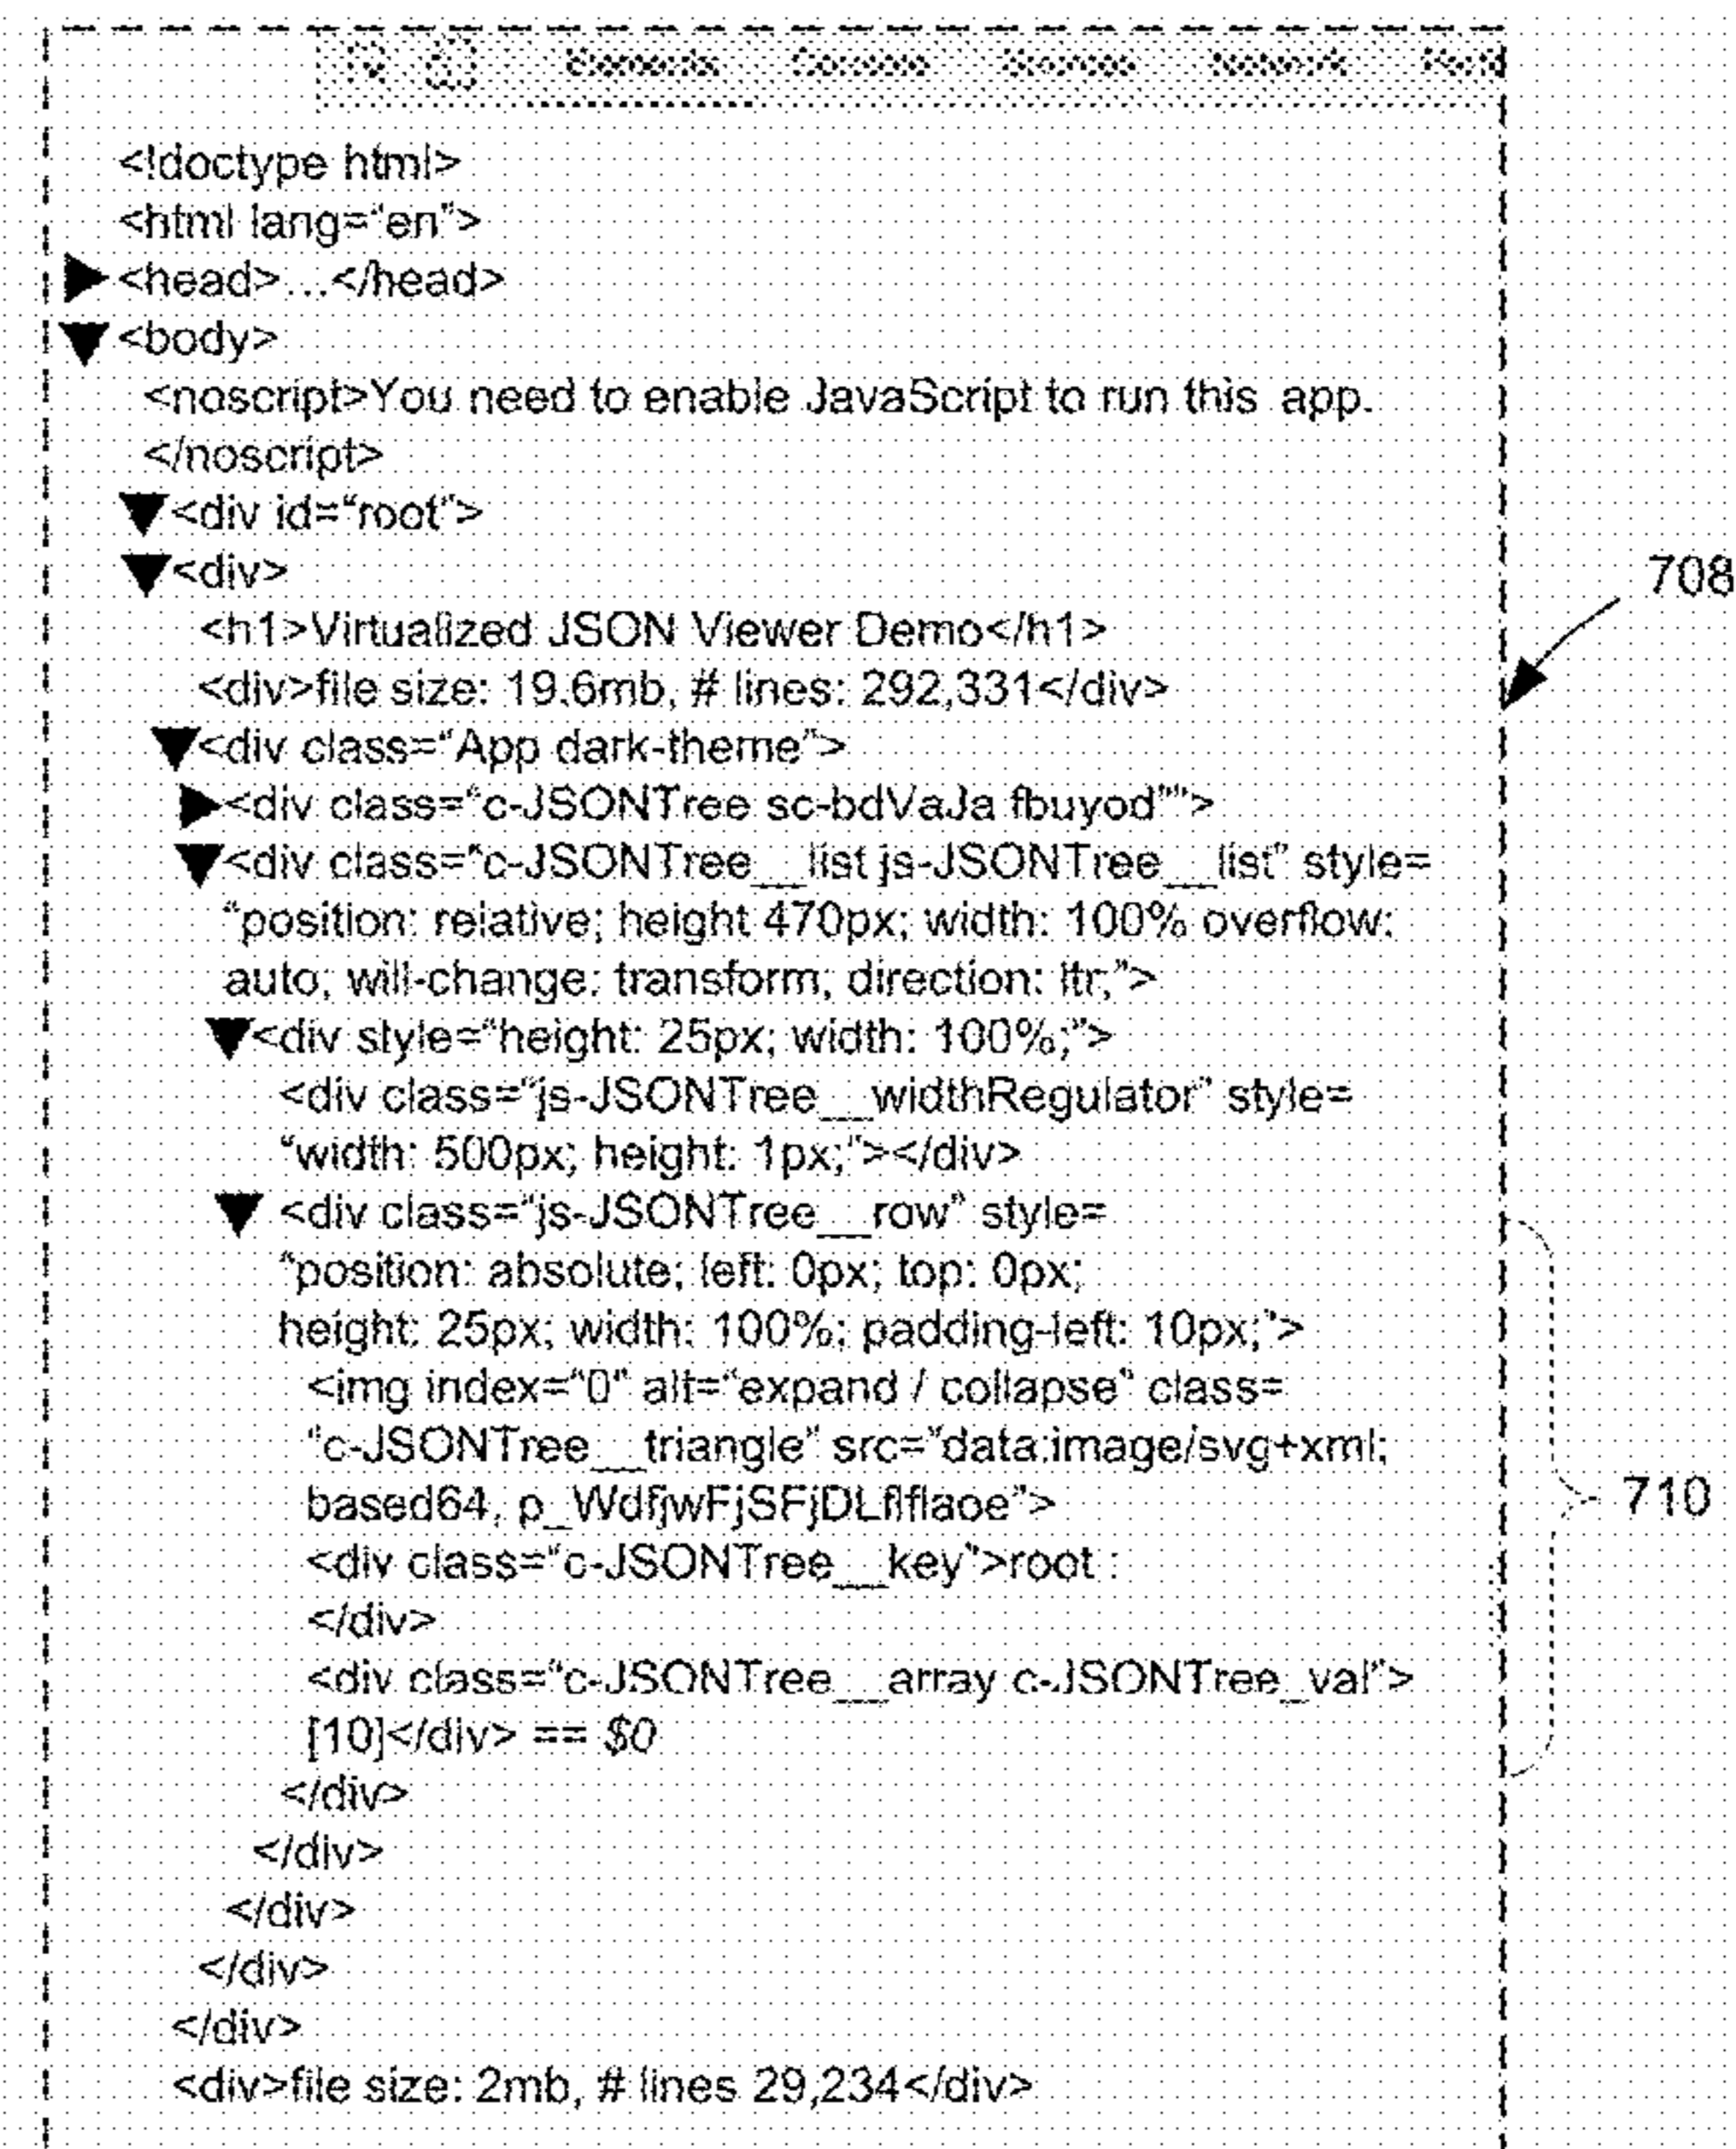 Elements Console Sources Network
<!doctype html>
<html lang="en">
<head>...</head>
<body>
<noscript>You need to enable JavaScript to run this app.
</noscript>
<div id="root">
<div>
708
<h1>Virtualized JSON Viewer Demo</h1>
<div>file size: 19.6mb, # lines: 292,331</div>
<div class="App dark-theme">
<div class="c-JSONTree sc-bdVaJa fbuyod"">
<div class="c-JSONTree__list js-JSONTree__list" style=
"position: relative; height 470px; width: 100% overflow:
auto; will-change: transform; direction: ltr;">
<div style="height: 25px; width: 100%;">
<div class="js-JSONTree__widthRegulator" style=
"width: 500px; height: 1px;"></div>
<div class="js-JSONTree__row" style=
"position: absolute; left: 0px; top: 0px;
height: 25px; width: 100%; padding-left: 10px;">
<img index="0" alt="expand / collapse" class=
"c-JSONTree__triangle" src="data:image/svg+xml;
710
based64,
<div class="c-JSONTree__key">root :
</div>
<div class="c-JSONTree__array c-JSONTree_val">
[10]</div> == $0
</div>
</div>
</div>
</div>
</div>
<div>file size: 2mb, # lines 29,234</div>